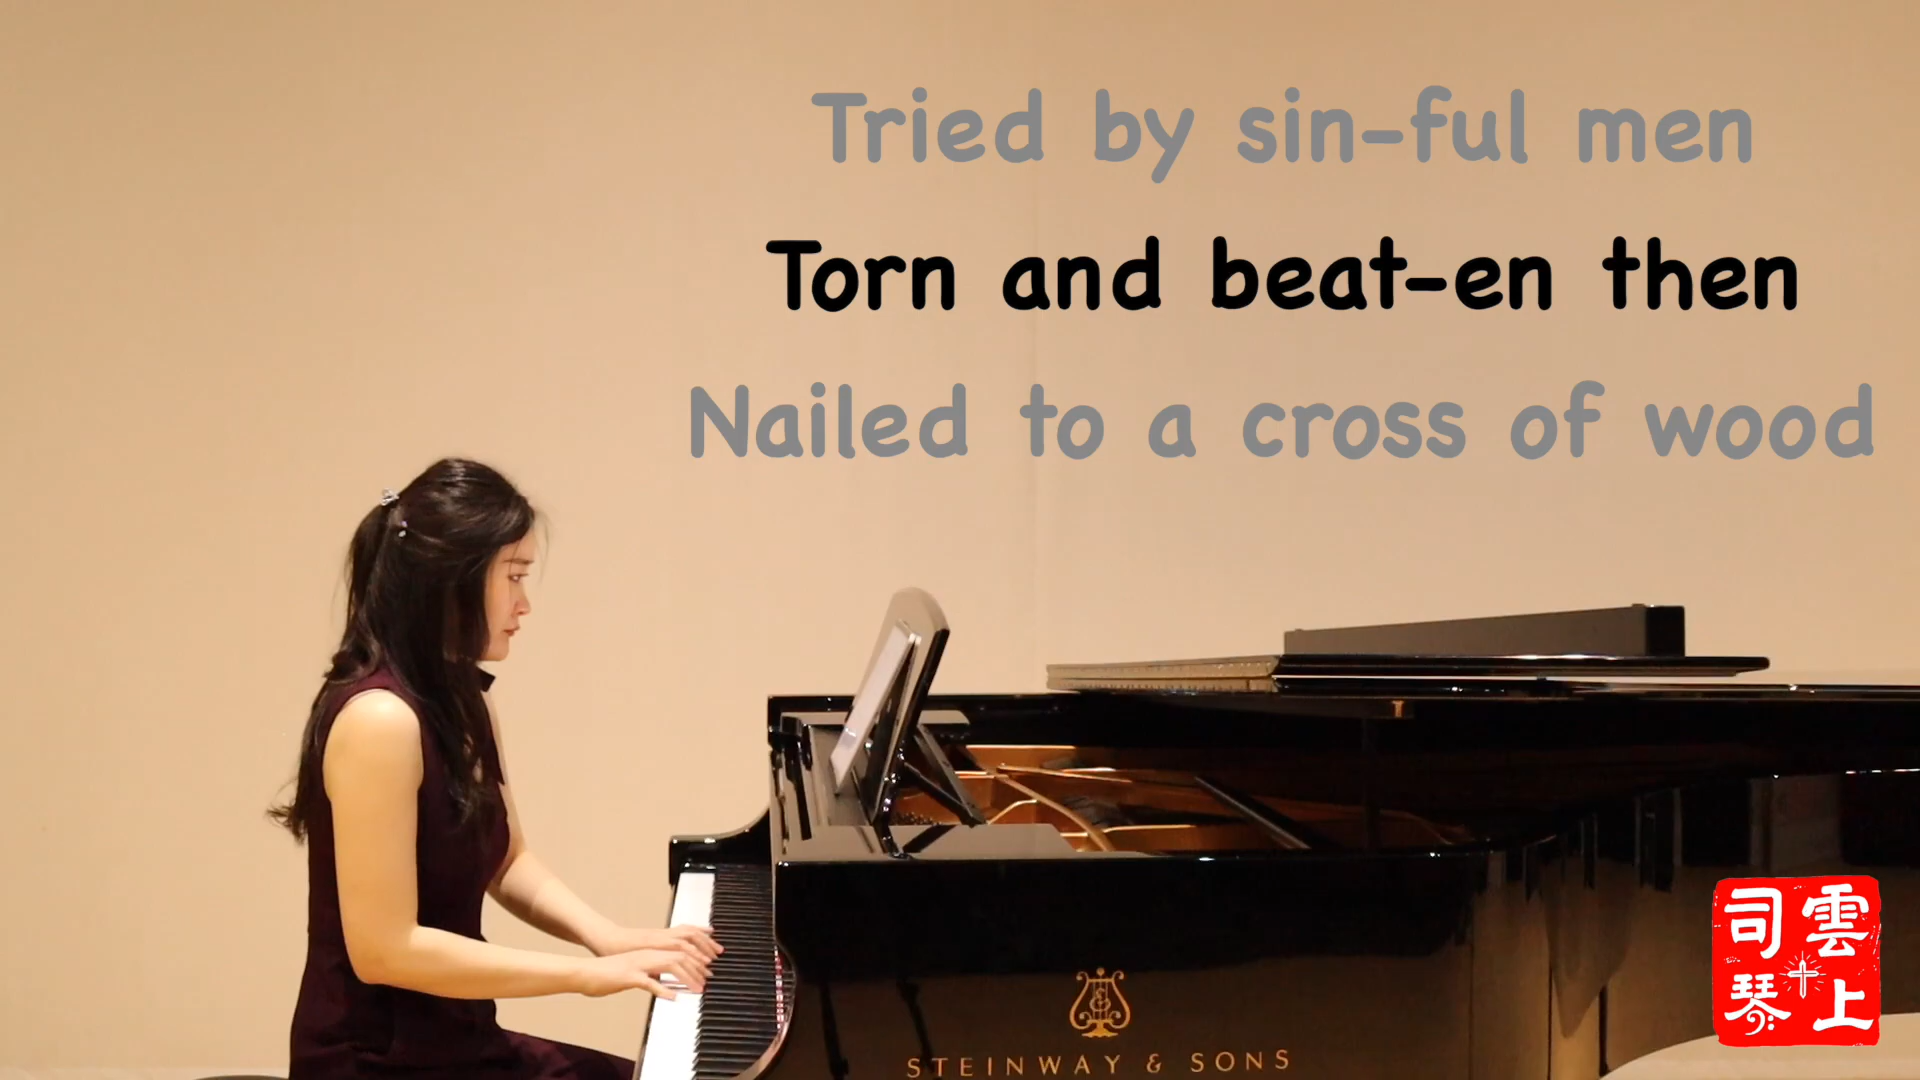 Tried by sin-ful men
Torn and beat-en then
Nailed to a cross of wood
STEINWAY & SONS
雲上
司琴